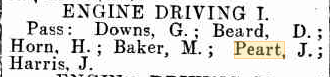 ENGINE DRIVING I.
Pass: Downs, G.; Beard, D.;
Horn, H.; Baker, M.; Peart, J.;
Harris, J.